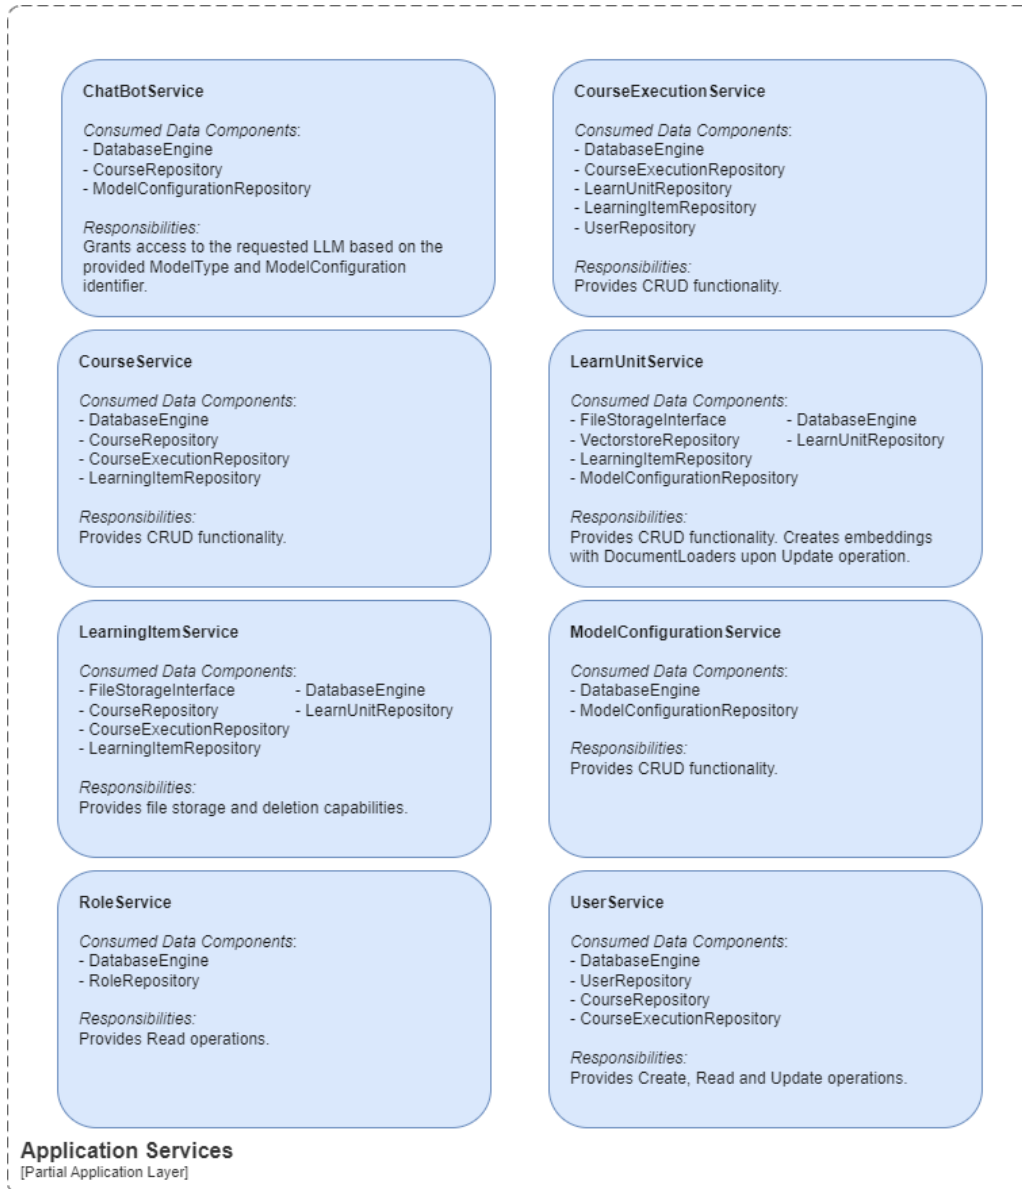 ChatBotService
Consumed Data Components:
- DatabaseEngine
- CourseRepository
- ModelConfigurationRepository
Responsibilities:
Grants access to the requested LLM based on the
provided ModelType and ModelConfiguration
identifier.
CourseExecutionService
Consumed Data Components:
- DatabaseEngine
- CourseExecutionRepository
- LearnUnitRepository
- LearningItemRepository
- UserRepository
Responsibilities:
Provides CRUD functionality.
CourseService
Consumed Data Components:
- DatabaseEngine
- CourseRepository
- CourseExecutionRepository
- LearningItemRepository
Responsibilities:
Provides CRUD functionality.
LearnUnitService
Consumed Data Components:
- FileStorageInterface - DatabaseEngine
- VectorstoreRepository - LearnUnitRepository
- LearningItemRepository
- ModelConfigurationRepository
Responsibilities:
Provides CRUD functionality. Creates embeddings
with DocumentLoaders upon Update operation.
LearningItemService
Consumed Data Components:
- FileStorageInterface - DatabaseEngine
- CourseRepository - LearnUnitRepository
- CourseExecutionRepository
- LearningItemRepository
Responsibilities:
Provides file storage and deletion capabilities.
ModelConfigurationService
Consumed Data Components:
- DatabaseEngine
- ModelConfigurationRepository
Responsibilities:
Provides CRUD functionality.
RoleService
Consumed Data Components:
- DatabaseEngine
- RoleRepository
Responsibilities:
Provides Read operations.
UserService
Consumed Data Components:
- DatabaseEngine
- UserRepository
- CourseRepository
- CourseExecutionRepository
Responsibilities:
Provides Create, Read and Update operations.
Application Services
[Partial Application Layer]